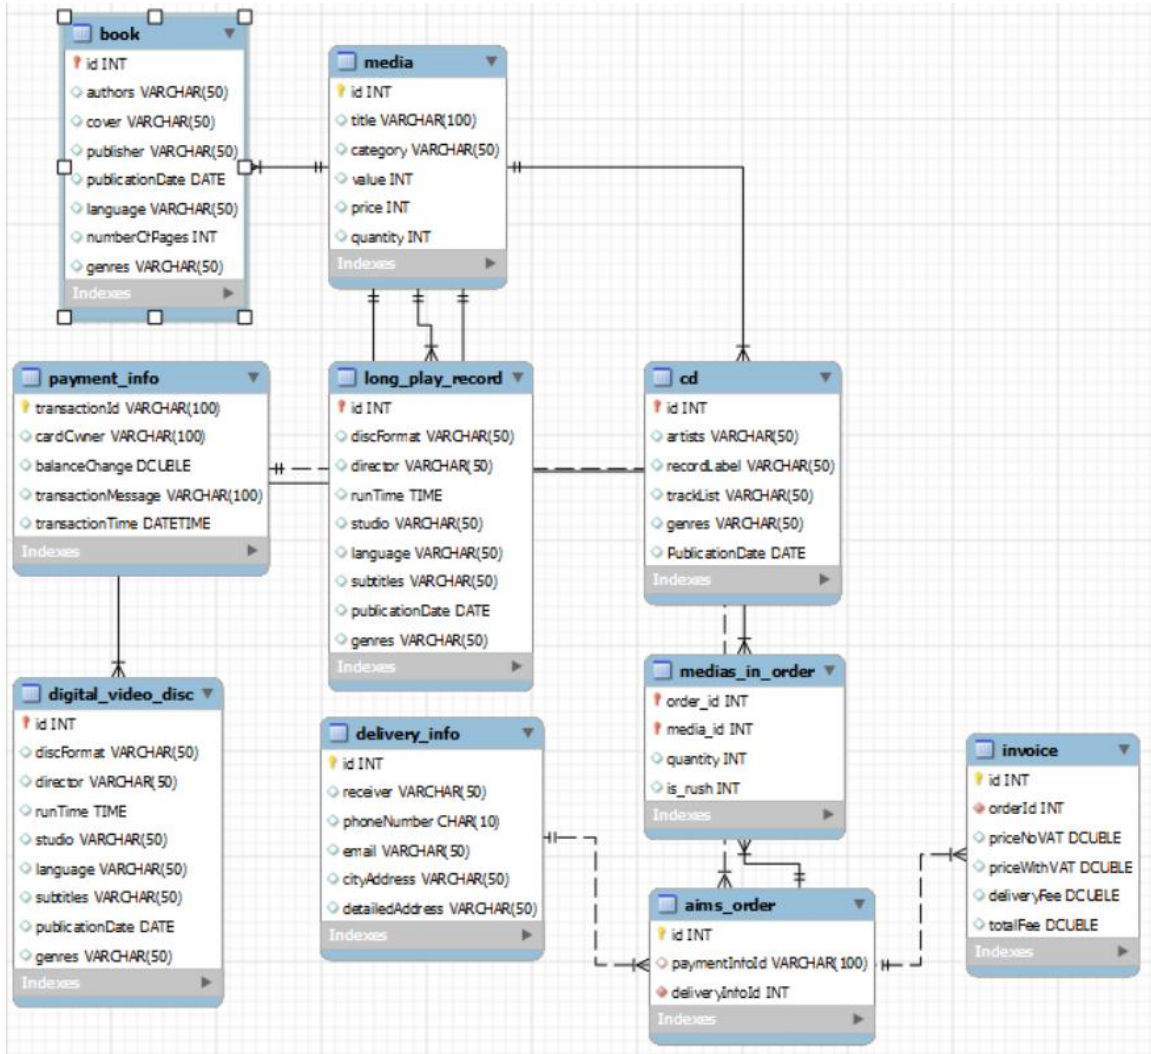 book
id INT
authors VARCHAR(50)
cover VARCHAR(50)
publisher VARCHAR(50)
publicationDate DATE
language VARCHAR(50)
numberOfPages INT
genres VARCHAR(50)
Indexes
media
id INT
title VARCHAR(100)
category VARCHAR(50)
value INT
price INT
quantity INT
Indexes
payment_info
transactionId VARCHAR(100)
cardOwner VARCHAR(100)
balanceChange DOUBLE
transactionMessage VARCHAR(100)
transactionTime DATETIME
Indexes
long_play_record
id INT
discFormat VARCHAR(50)
director VARCHAR(50)
runTime TIME
studio VARCHAR(50)
language VARCHAR(50)
subtitles VARCHAR(50)
publicationDate DATE
genres VARCHAR(50)
Indexes
cd
id INT
artists VARCHAR(50)
recordLabel VARCHAR(50)
trackList VARCHAR(50)
genres VARCHAR(50)
PublicationDate DATE
Indexes
digital_video_disc
id INT
discFormat VARCHAR(50)
director VARCHAR(50)
runTime TIME
studio VARCHAR(50)
language VARCHAR(50)
subtitles VARCHAR(50)
publicationDate DATE
genres VARCHAR(50)
Indexes
delivery_info
id INT
receiver VARCHAR(50)
phoneNumber CHAR(10)
email VARCHAR(50)
cityAddress VARCHAR(50)
detailedAddress VARCHAR(50)
Indexes
medias_in_order
order_id INT
media_id INT
quantity INT
is_rush INT
Indexes
aims_order
id INT
paymentInfoId VARCHAR(100)
deliveryInfoId INT
Indexes
invoice
id INT
orderId INT
priceNoVAT DOUBLE
priceWithVAT DOUBLE
deliveryFee DOUBLE
totalFee DOUBLE
Indexes